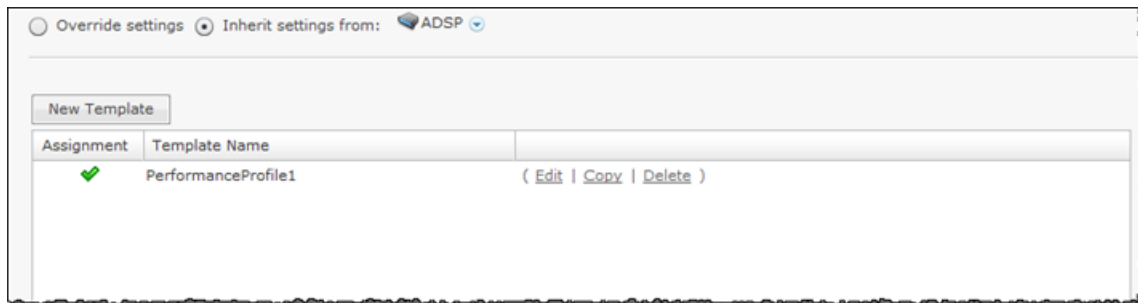 Override settings Inherit settings from: ADSP
New Template
Assignment Template Name
PerformanceProfile1 ( Edit | Copy | Delete )